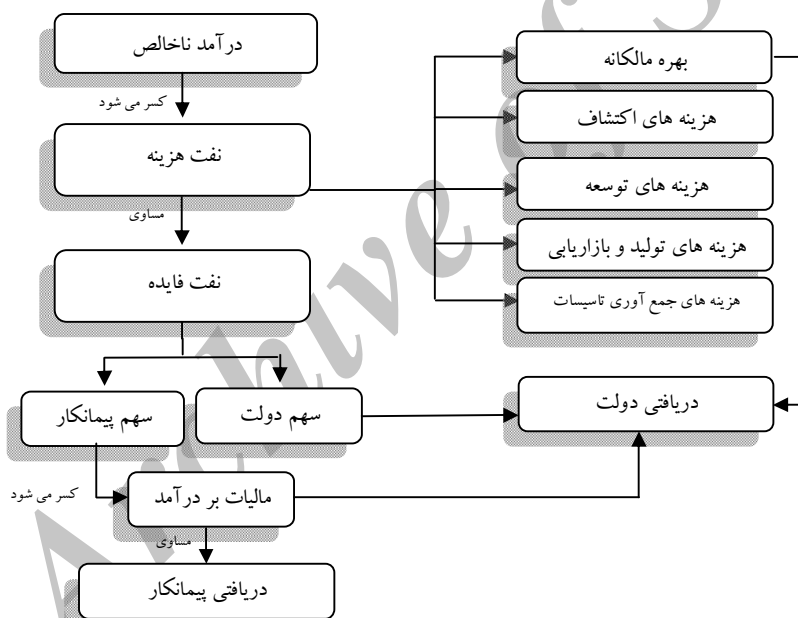 درآمد ناخالص
کسر می شود
نفت هزینه
مساوی
نفت فایده
سهم پیمانکار
سهم دولت
کسر می شود
مالیات بر درآمد
مساوی
دریافتی پیمانکار
بهره مالکانه
هزینه های اکتشاف
هزینه های توسعه
هزینه های تولید و بازاریابی
هزینه های جمع آوری تاسیسات
دریافتی دولت
Archive of S